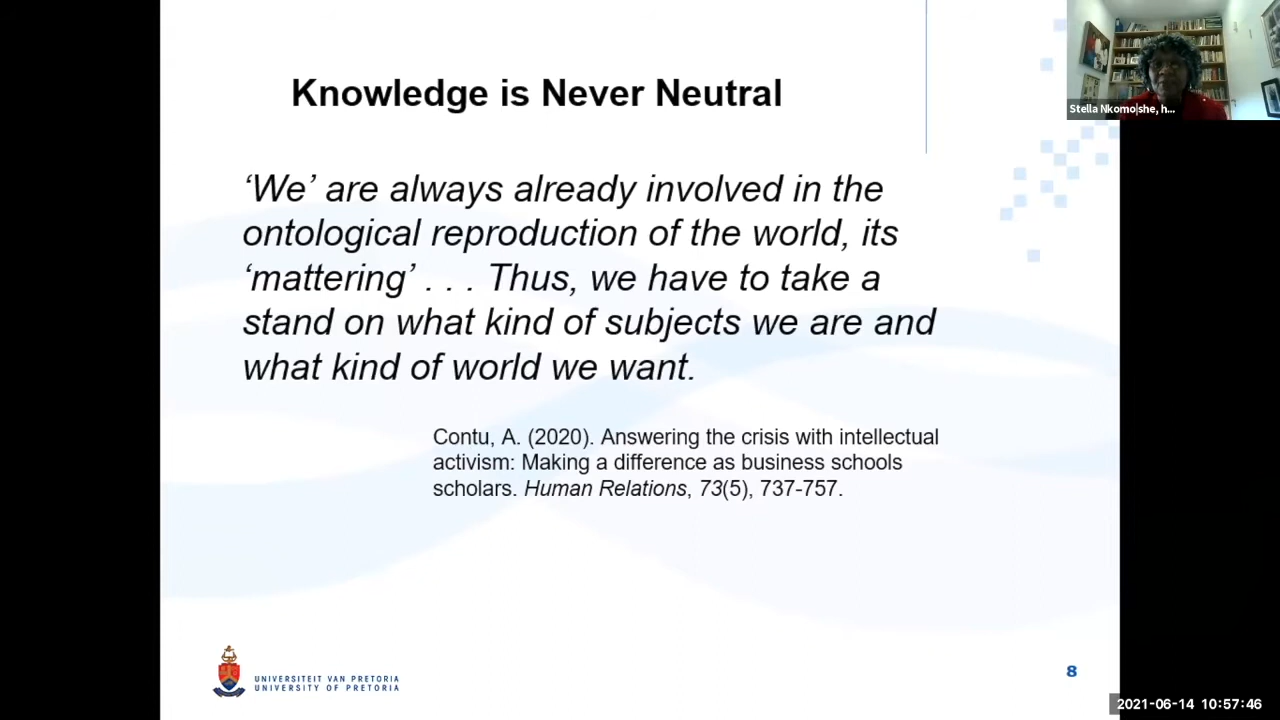 Knowledge is Never Neutral
Stella Nkomo|she, h...
‘We’ are always already involved in the
ontological reproduction of the world, its
‘mattering’ . . . Thus, we have to take a
stand on what kind of subjects we are and
what kind of world we want.
Contu, A. (2020). Answering the crisis with intellectual
activism: Making a difference as business schools
scholars. Human Relations, 73(5), 737-757.
UNIVERSITEIT VAN PRETORIA
UNIVERSITY OF PRETORIA
8
2021-06-14 10:57:46